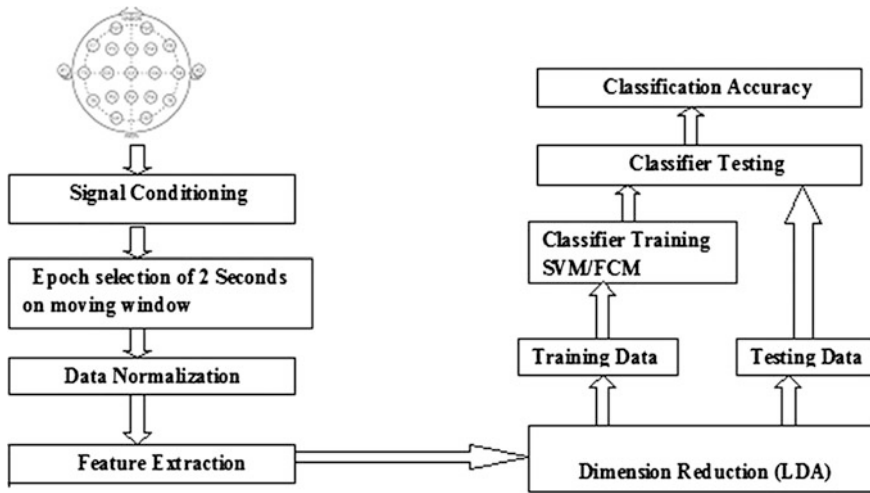 Signal Conditioning
Epoch selection of 2 Seconds
on moving window
Data Normalization
Feature Extraction
Dimension Reduction (LDA)
Training Data
Testing Data
Classifier Training
SVM/FCM
Classifier Testing
Classification Accuracy